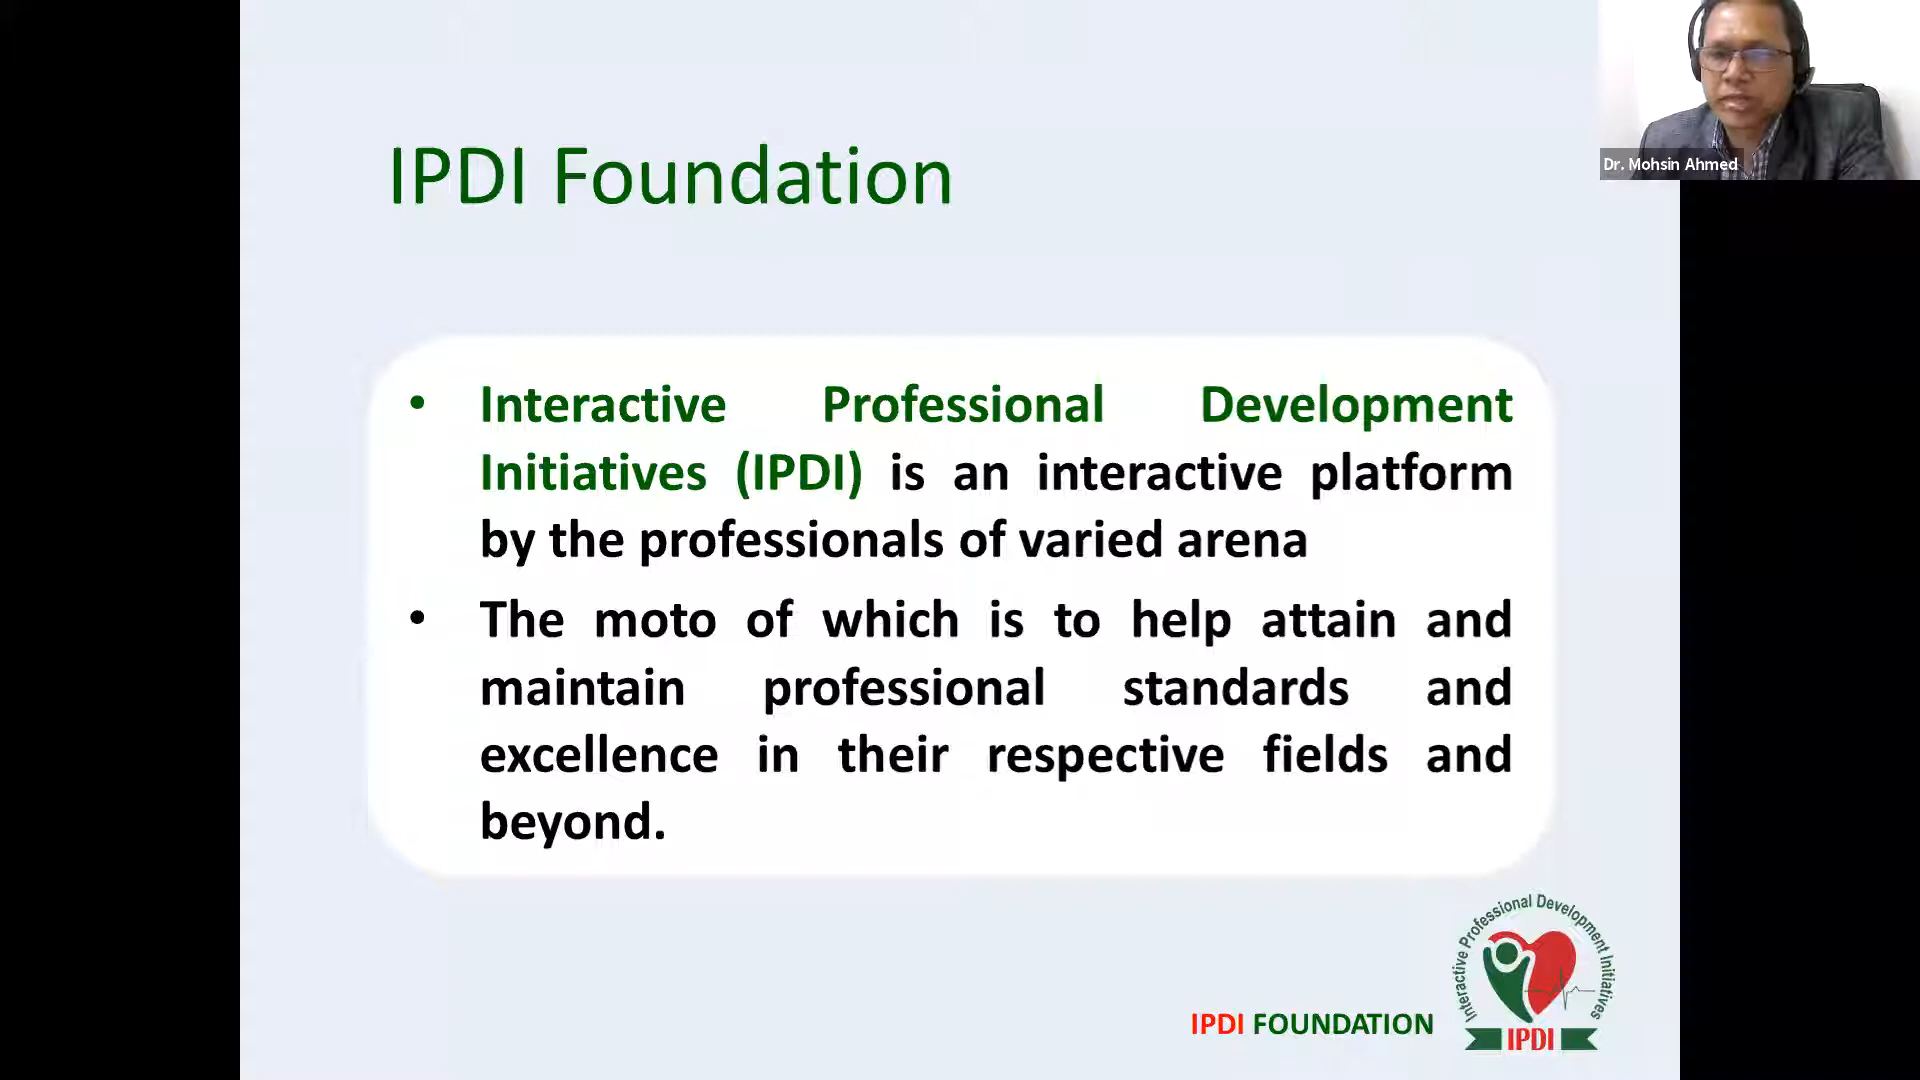 Dr. Mohsin Ahmed
IPDI Foundation
• Interactive Professional Development
Initiatives (IPDI) is an interactive platform
by the professionals of varied arena
• The moto of which is to help attain and
maintain professional standards and
excellence in their respective fields and
beyond.
Interactive Professional Development Initiatives
IPDI FOUNDATION
IPDI